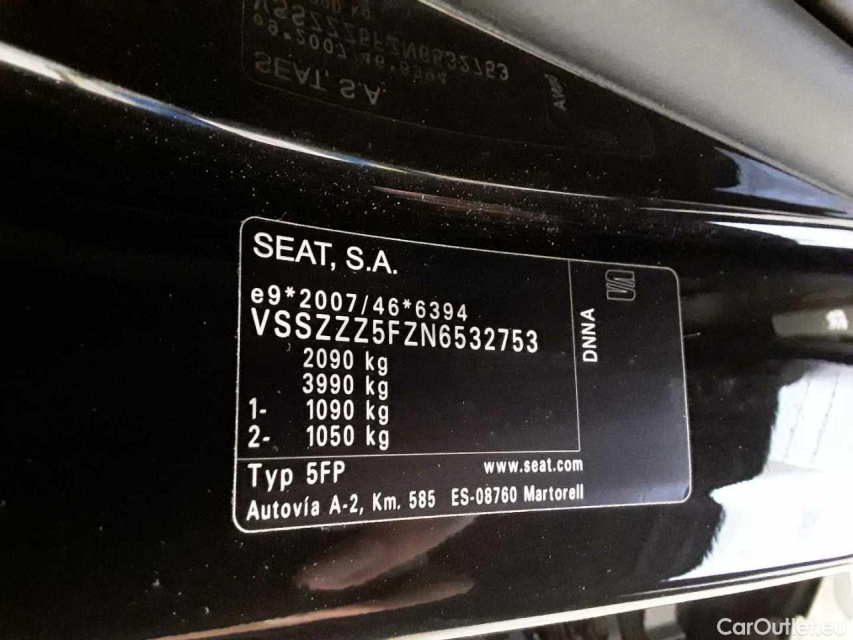 SEAT, S.A.
e9*2007/46*6394
VSSZZZ5FZN6532753
2090 kg
3990 kg
1- 1090 kg
2- 1050 kg
DNNA
Typ 5FP
www.seat.com
Autovía A-2, Km. 585 ES-08760 Martorell
CarOutlet.eu